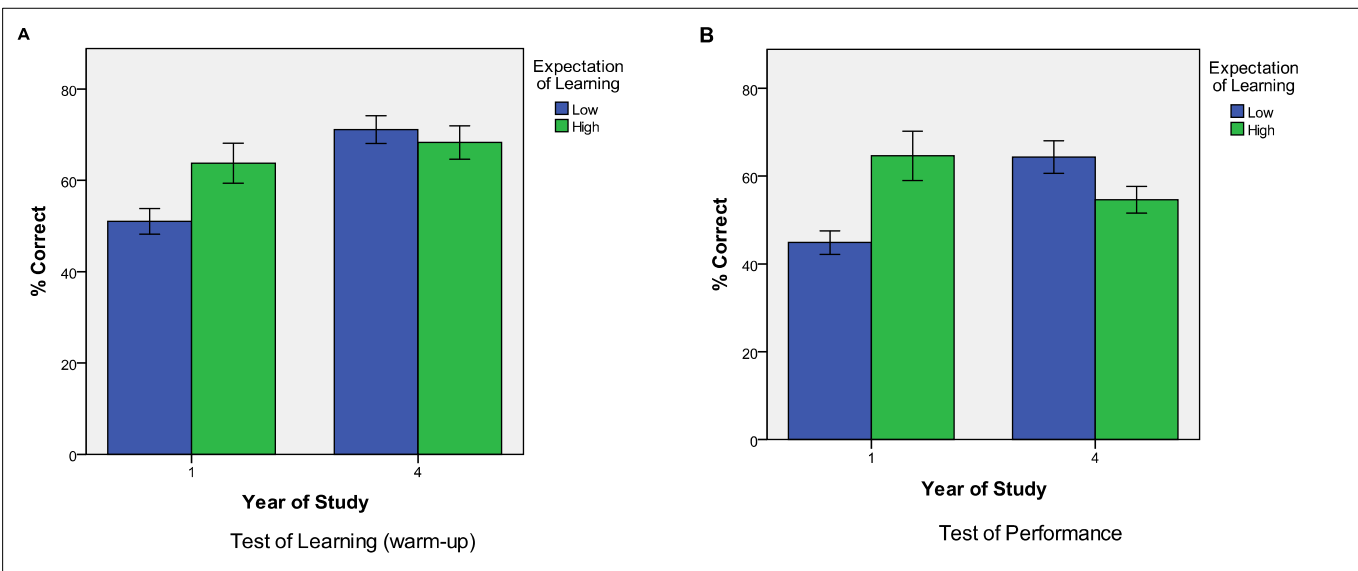 A
80
60
40
20
0
% Correct
1
4
Year of Study
Test of Learning (warm-up)
Expectation
of Learning
Low
High
B
80
60
40
20
0
% Correct
1
4
Year of Study
Test of Performance
Expectation
of Learning
Low
High